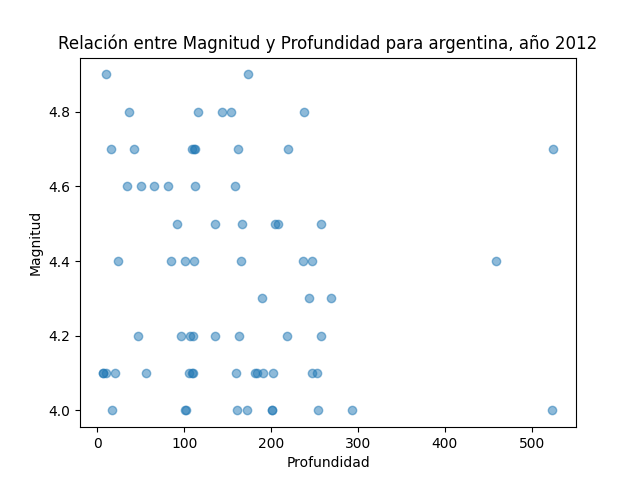 Relación entre Magnitud y Profundidad para argentina, año 2012
Magnitud
4.8
4.6
4.4
4.2
4.0
0 100 200 300 400 500
Profundidad